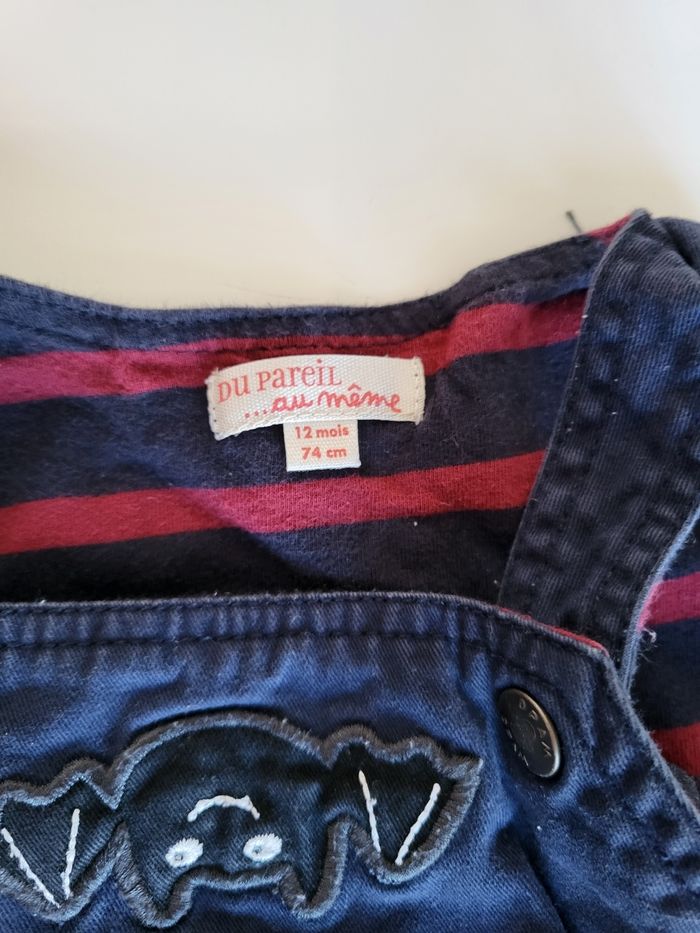 DU PAREIL
...au même
12 mois
74 cm